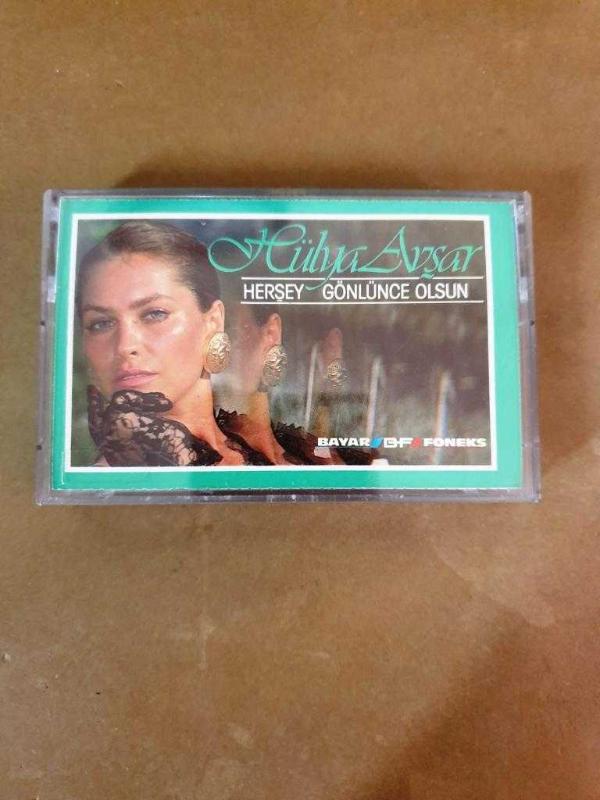 Hülya Avşar
HERŞEY GÖNLÜNCE OLSUN
BAYAR BF FONEKS